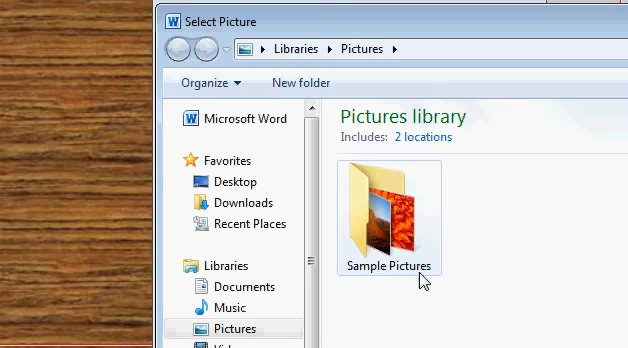 Select Picture
Libraries
Pictures
Organize
New folder
Microsoft Word
Favorites
Desktop
Downloads
Recent Places
Libraries
Documents
Music
Pictures
Pictures library
Includes: 2 locations
Sample Pictures